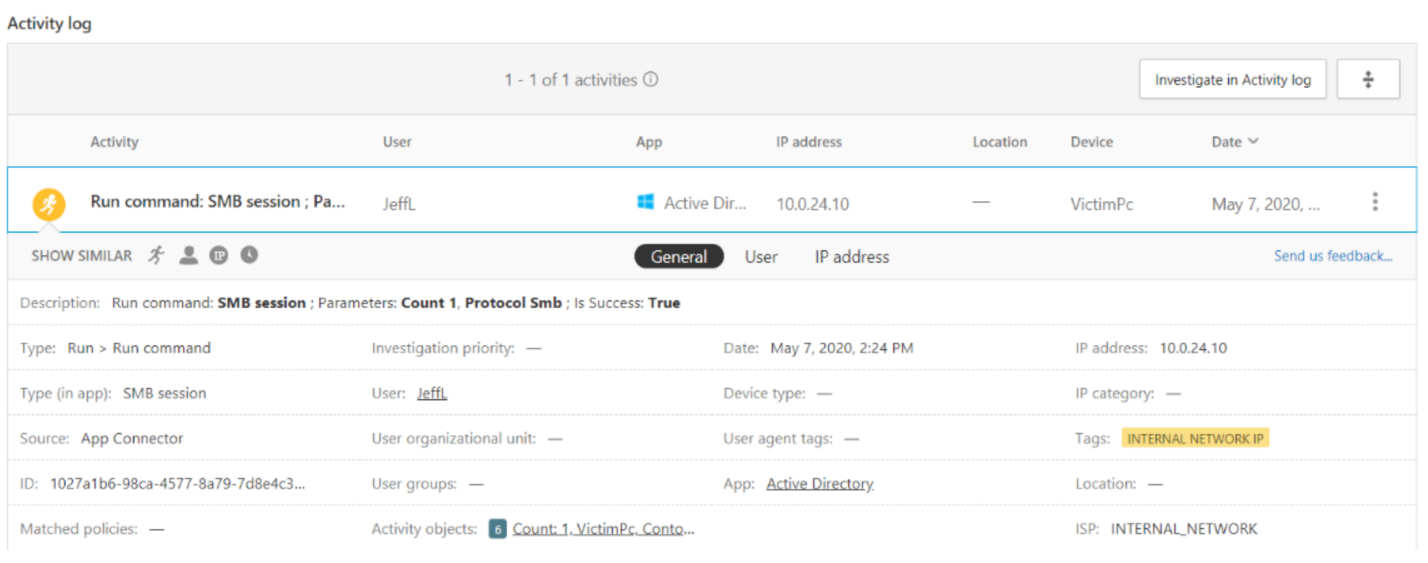 Activity log
1 - 1 of 1 activities
Investigate in Activity log
Activity User App IP address Location Device Date
Run command: SMB session ; Pa... JeffL Active Dir... 10.0.24.10 — VictimPc May 7, 2020, ...
SHOW SIMILAR IP General User IP address Send us feedback...
Description: Run command: SMB session ; Parameters: Count 1, Protocol Smb ; Is Success: True
Type: Run > Run command Investigation priority: — Date: May 7, 2020, 2:24 PM IP address: 10.0.24.10
Type (in app): SMB session User: JeffL Device type: — IP category: —
Source: App Connector User organizational unit: — User agent tags: — Tags: INTERNAL NETWORK IP
ID: 1027a1b6-98ca-4577-8a79-7d8e4c3... User groups: — App: Active Directory Location: —
Matched policies: — Activity objects: 6 Count: 1, VictimPc, Conto... ISP: INTERNAL_NETWORK